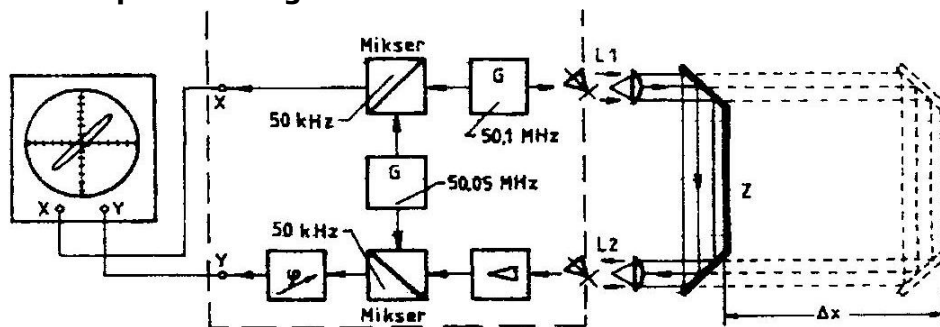 Mikser
G
L1
X
50 kHz
50,1 MHz
G
50,05 MHz
Z
X Y
50 kHz
L2
Y
φ
Mikser
Δx